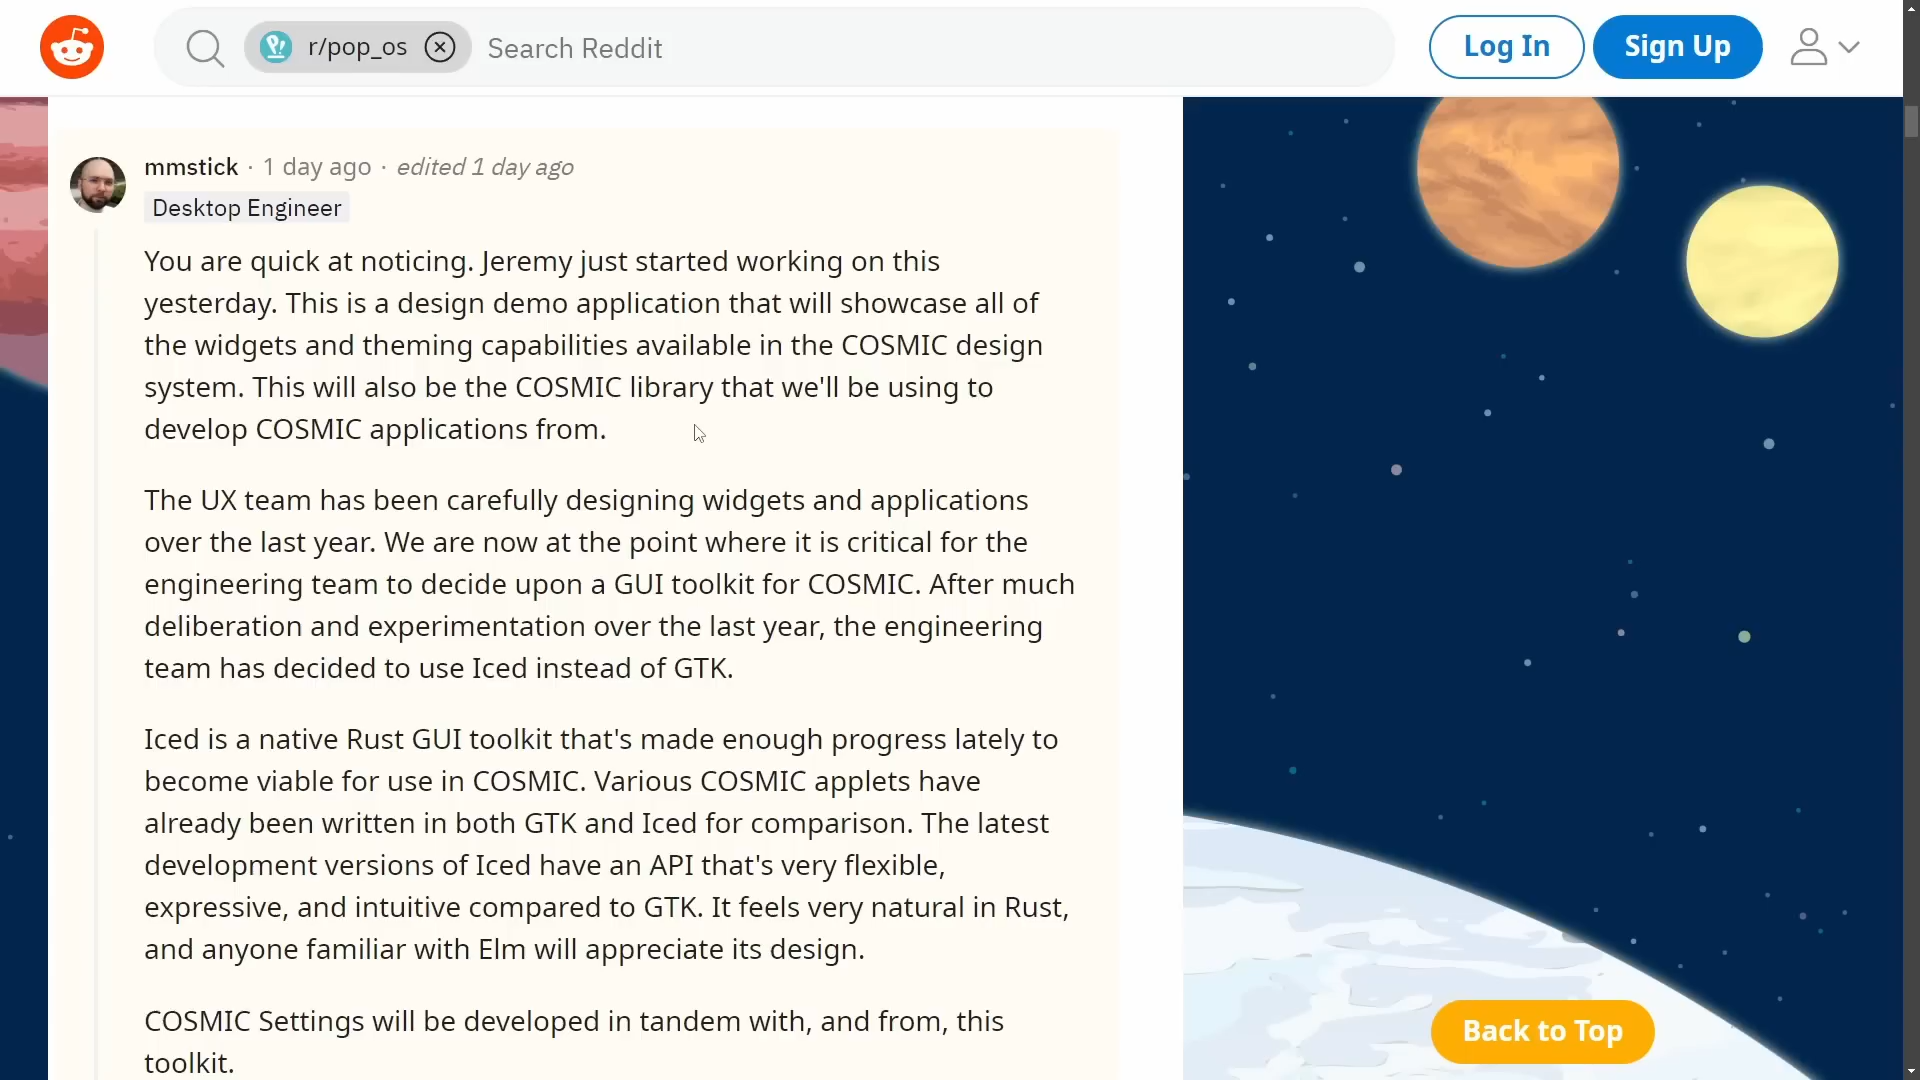 r/pop_os Search Reddit Log In Sign Up
mmstick · 1 day ago · edited 1 day ago
Desktop Engineer
You are quick at noticing. Jeremy just started working on this
yesterday. This is a design demo application that will showcase all of
the widgets and theming capabilities available in the COSMIC design
system. This will also be the COSMIC library that we'll be using to
develop COSMIC applications from.
The UX team has been carefully designing widgets and applications
over the last year. We are now at the point where it is critical for the
engineering team to decide upon a GUI toolkit for COSMIC. After much
deliberation and experimentation over the last year, the engineering
team has decided to use Iced instead of GTK.
Iced is a native Rust GUI toolkit that's made enough progress lately to
become viable for use in COSMIC. Various COSMIC applets have
already been written in both GTK and Iced for comparison. The latest
development versions of Iced have an API that's very flexible,
expressive, and intuitive compared to GTK. It feels very natural in Rust,
and anyone familiar with Elm will appreciate its design.
COSMIC Settings will be developed in tandem with, and from, this
toolkit.
Back to Top